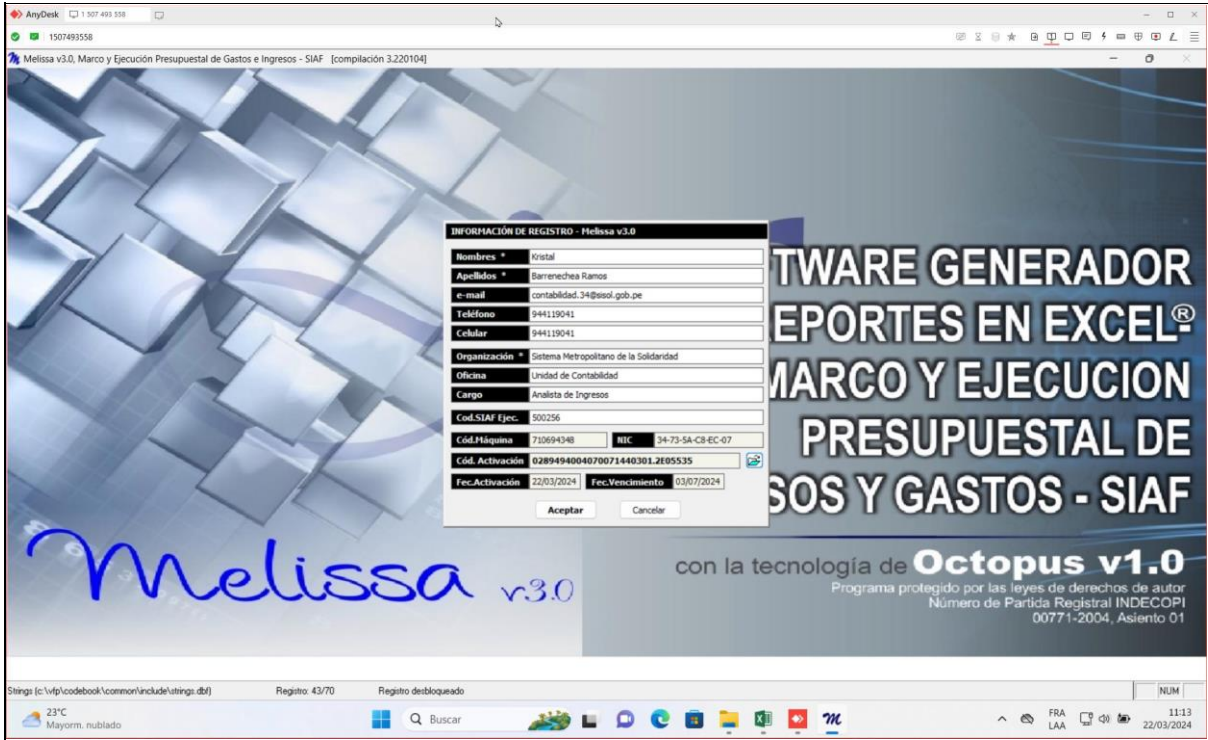 AnyDesk 1 507 493 558
1507493558
Melissa v3.0, Marco y Ejecución Presupuestal de Gastos e Ingresos - SIAF [compilación 3.220104]
INFORMACIÓN DE REGISTRO - Melissa v3.0
Nombres * Kristal
Apellidos * Barrenechea Ramos
e-mail contabilidad.34@sisol.gob.pe
Teléfono 944119041
Celular 944119041
Organización * Sistema Metropolitano de la Solidaridad
Oficina Unidad de Contabilidad
Cargo Analista de Ingresos
Cod.SIAF Ejec. 500256
Cód.Máquina 710694348 NIC 34-73-5A-C8-EC-07
Cód. Activación 0289494004070071440301.2E05535
Fec.Activación 22/03/2024 Fec.Vencimiento 03/07/2024
Aceptar Cancelar
TWARE GENERADOR
EPORTES EN EXCEL®
MARCO Y EJECUCION
PRESUPUESTAL DE
SOS Y GASTOS - SIAF
Melissa v3.0
con la tecnología de Octopus v1.0
Programa protegido por las leyes de derechos de autor
Número de Partida Registral INDECOPI
00771-2004, Asiento 01
Strings (c:\vfp\codebook\common\include\strings.dbf) Registro: 43/70 Registro desbloqueado NUM
23°C
Mayorm. nublado
Buscar
FRA
LAA
11:13
22/03/2024